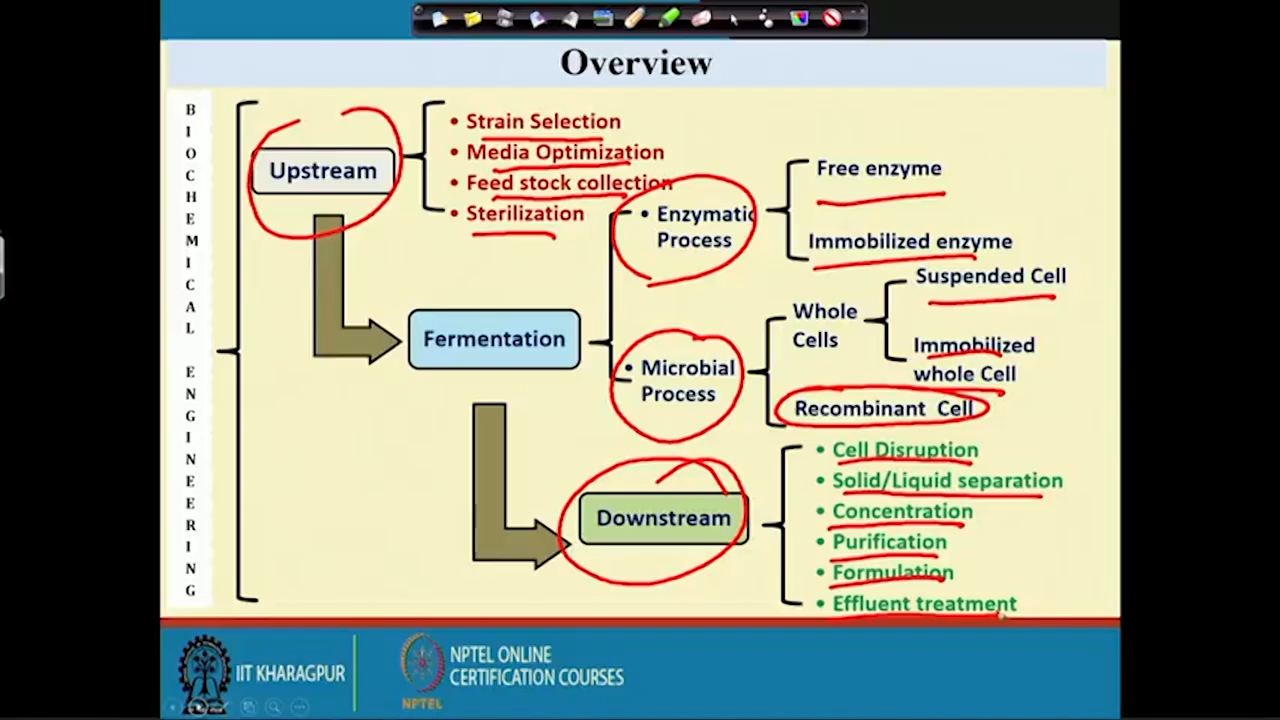 Overview
BIOCHEMICAL ENGINEERING
Upstream
• Strain Selection
• Media Optimization
• Feed stock collection
• Sterilization
Fermentation
• Enzymatic
Process
Free enzyme
Immobilized enzyme
• Microbial
Process
Whole
Cells
Suspended Cell
Immobilized
whole Cell
Recombinant Cell
Downstream
• Cell Disruption
• Solid/Liquid separation
• Concentration
• Purification
• Formulation
• Effluent treatment
IIT KHARAGPUR
NPTEL
NPTEL ONLINE
CERTIFICATION COURSES